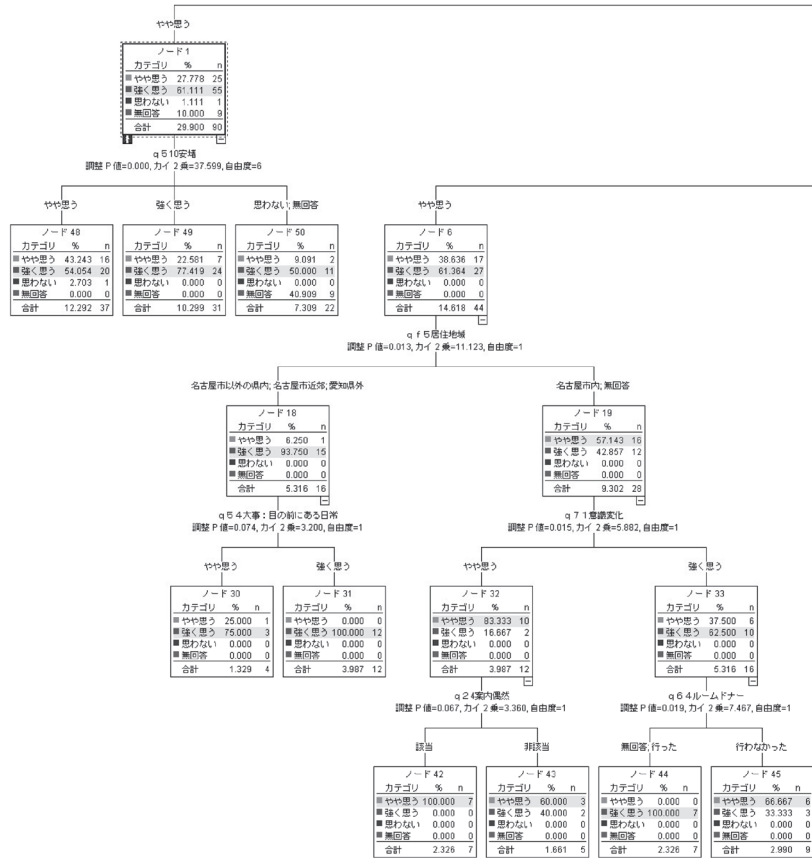 やや思う
ノード 1
カテゴリ % n
やや思う 27.778 25
強く思う 61.111 55
思わない 1.111 1
無回答 10.000 9
合計 29.900 90
q510安堵
調整 P 値=0.000, カイ 2 乗=37.599, 自由度=6
やや思う 強く思う 思わない; 無回答 やや思う
ノード 48
カテゴリ % n
やや思う 43.243 16
強く思う 54.054 20
思わない 2.703 1
無回答 0.000 0
合計 12.292 37
ノード 49
カテゴリ % n
やや思う 22.581 7
強く思う 77.419 24
思わない 0.000 0
無回答 0.000 0
合計 10.299 31
ノード 50
カテゴリ % n
やや思う 9.091 2
強く思う 50.000 11
思わない 0.000 0
無回答 40.909 9
合計 7.309 22
ノード 6
カテゴリ % n
やや思う 38.636 17
強く思う 61.364 27
思わない 0.000 0
無回答 0.000 0
合計 14.618 44
qf5居住地域
調整 P 値=0.013, カイ 2 乗=11.123, 自由度=1
名古屋市以外の県内; 名古屋市近郊; 愛知県外 名古屋市内; 無回答
ノード 18
カテゴリ % n
やや思う 6.250 1
強く思う 93.750 15
思わない 0.000 0
無回答 0.000 0
合計 5.316 16
ノード 19
カテゴリ % n
やや思う 57.143 16
強く思う 42.857 12
思わない 0.000 0
無回答 0.000 0
合計 9.302 28
q54大事:目の前にある日常
調整 P 値=0.074, カイ 2 乗=3.200, 自由度=1
q71意識変化
調整 P 値=0.015, カイ 2 乗=5.882, 自由度=1
やや思う 強く思う やや思う 強く思う
ノード 30
カテゴリ % n
やや思う 25.000 1
強く思う 75.000 3
思わない 0.000 0
無回答 0.000 0
合計 1.329 4
ノード 31
カテゴリ % n
やや思う 0.000 0
強く思う 100.000 12
思わない 0.000 0
無回答 0.000 0
合計 3.987 12
ノード 32
カテゴリ % n
やや思う 83.333 10
強く思う 16.667 2
思わない 0.000 0
無回答 0.000 0
合計 3.987 12
ノード 33
カテゴリ % n
やや思う 37.500 6
強く思う 62.500 10
思わない 0.000 0
無回答 0.000 0
合計 5.316 16
q24案内偶然
調整 P 値=0.067, カイ 2 乗=3.360, 自由度=1
q64ルームドナー
調整 P 値=0.019, カイ 2 乗=7.467, 自由度=1
該当 非該当 無回答; 行った 行わなかった
ノード 42
カテゴリ % n
やや思う 100.000 7
強く思う 0.000 0
思わない 0.000 0
無回答 0.000 0
合計 2.326 7
ノード 43
カテゴリ % n
やや思う 60.000 3
強く思う 40.000 2
思わない 0.000 0
無回答 0.000 0
合計 1.661 5
ノード 44
カテゴリ % n
やや思う 0.000 0
強く思う 100.000 7
思わない 0.000 0
無回答 0.000 0
合計 2.326 7
ノード 45
カテゴリ % n
やや思う 66.667 6
強く思う 33.333 3
思わない 0.000 0
無回答 0.000 0
合計 2.990 9